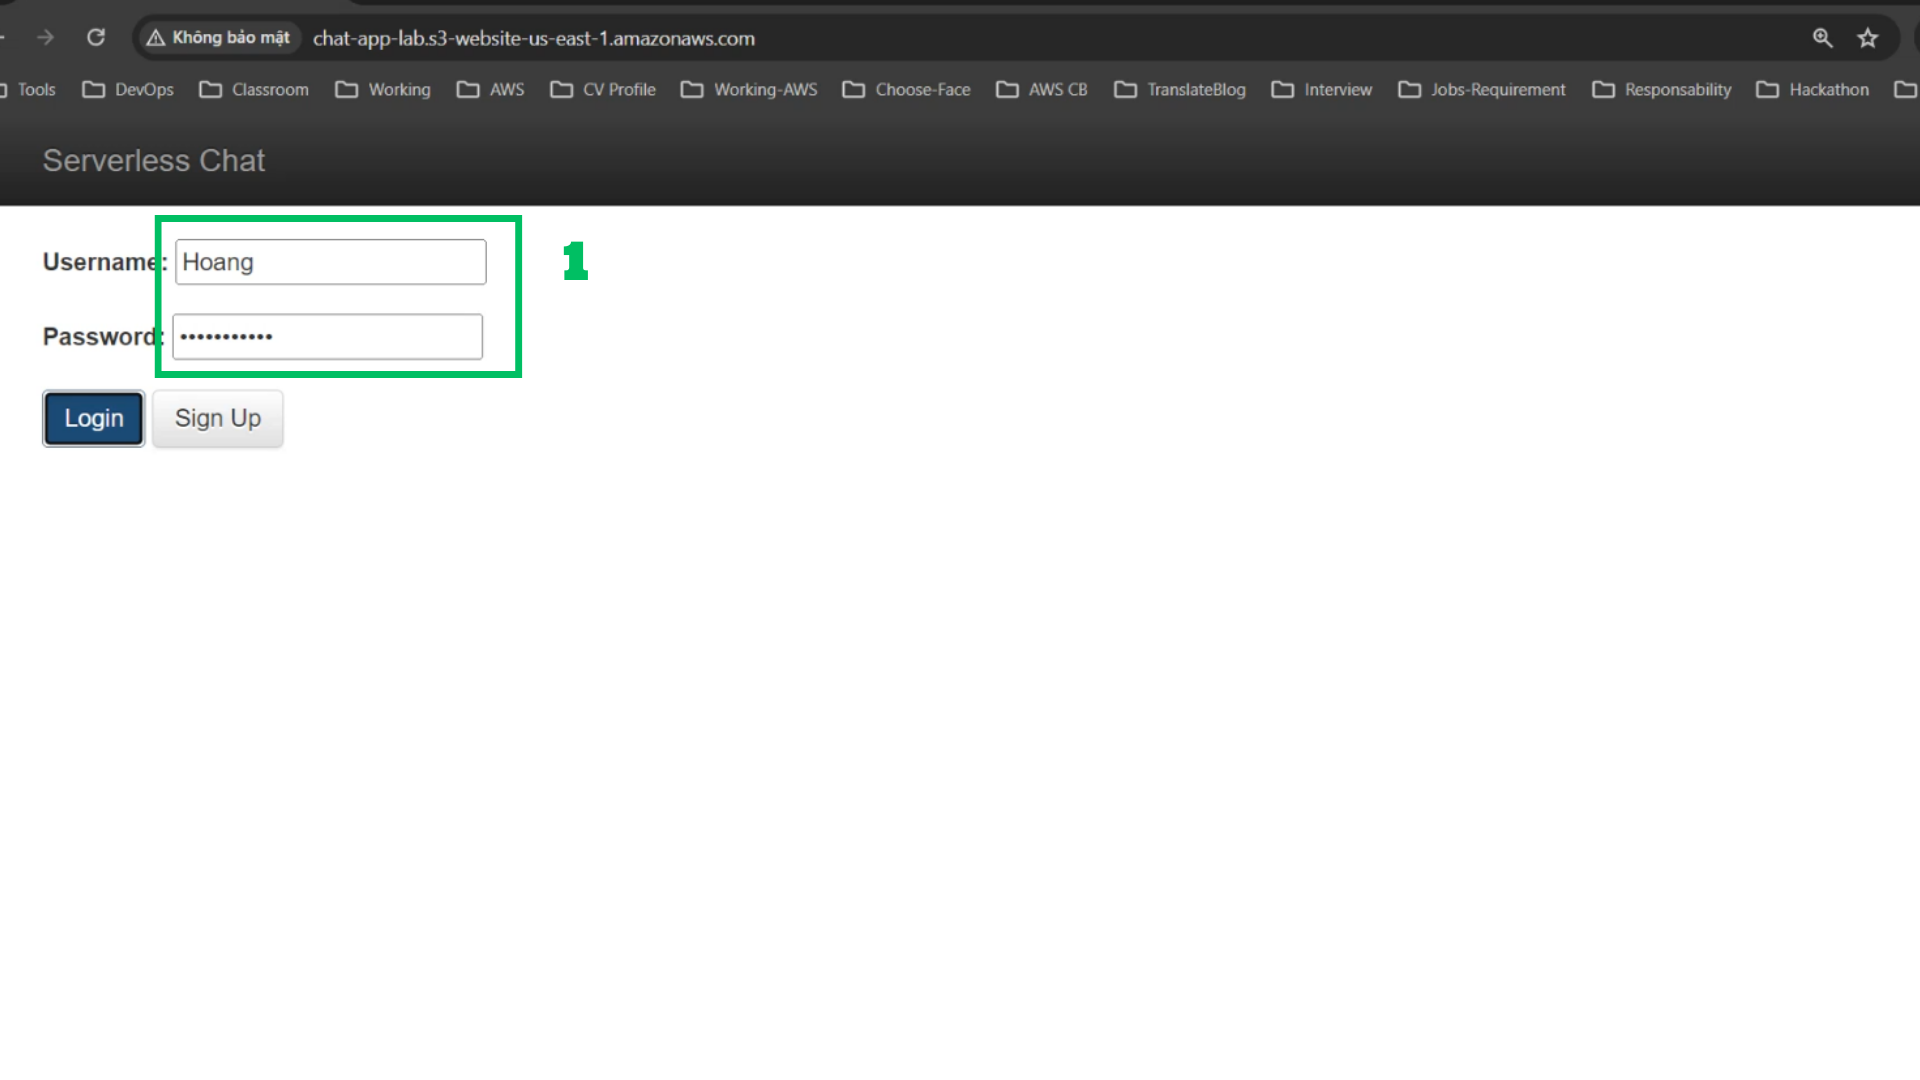 Không bảo mật chat-app-lab.s3-website-us-east-1.amazonaws.com
Tools DevOps Classroom Working AWS CV Profile Working-AWS Choose-Face AWS CB TranslateBlog Interview Jobs-Requirement Responsability Hackathon
Serverless Chat
Username: Hoang
1
Password: •••••••••••
Login Sign Up